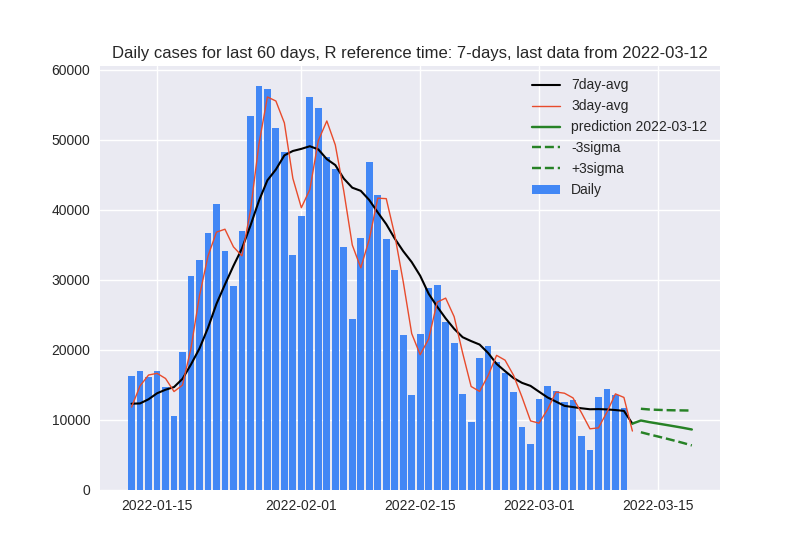 Daily cases for last 60 days, R reference time: 7-days, last data from 2022-03-12
60000
50000
40000
30000
20000
10000
0
7day-avg
3day-avg
prediction 2022-03-12
-3sigma
+3sigma
Daily
2022-01-15
2022-02-01
2022-02-15
2022-03-01
2022-03-15